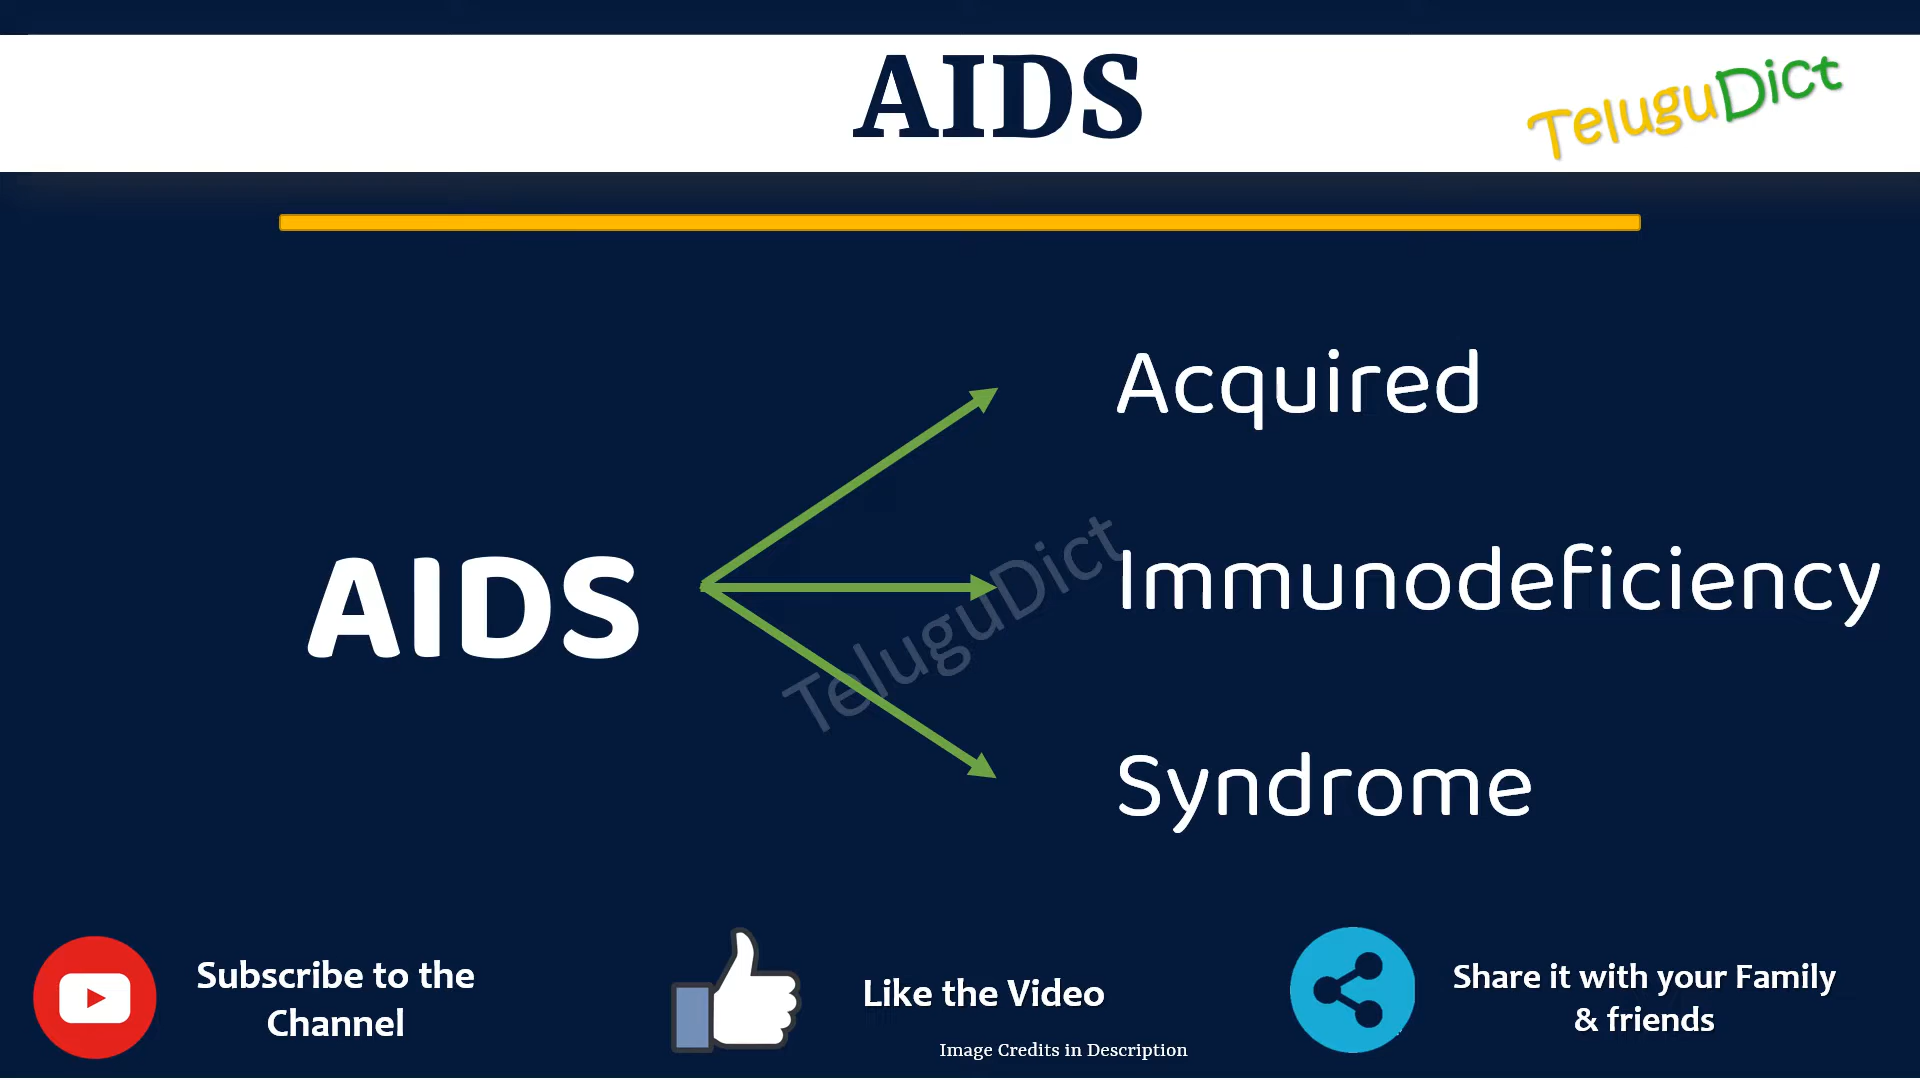 AIDS
TeluguDict
Acquired
AIDS
TeluguDict
Immunodeficiency
Syndrome
Subscribe to the
Channel
Like the Video
Share it with your Family
& friends
Image Credits in Description